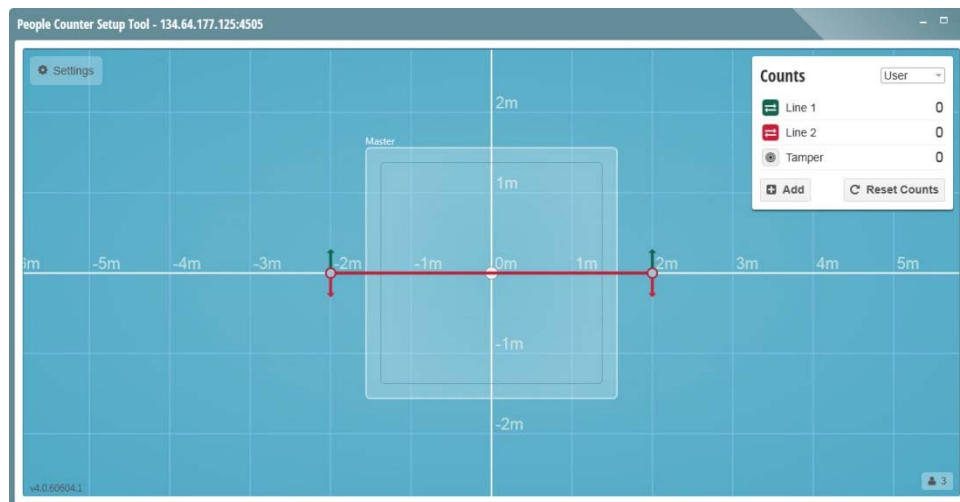 People Counter Setup Tool - 134.64.177.125:4505
Settings
Counts
User
Line 1 0
Line 2 0
Tamper 0
Add Reset Counts
Master
2m
1m
-5m -4m -3m -2m -1m 0m 1m 2m 3m 4m 5m
-1m
-2m
v4.0.60604.1
3